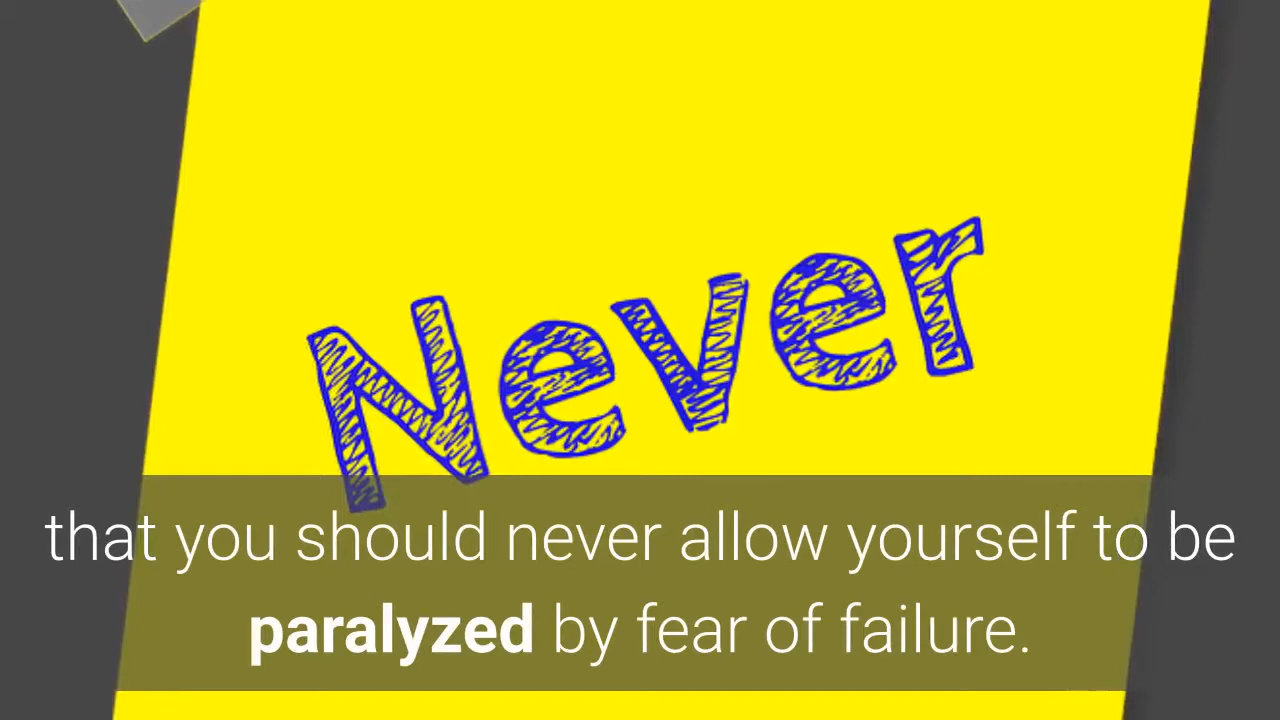 Never
that you should never allow yourself to be
paralyzed by fear of failure.